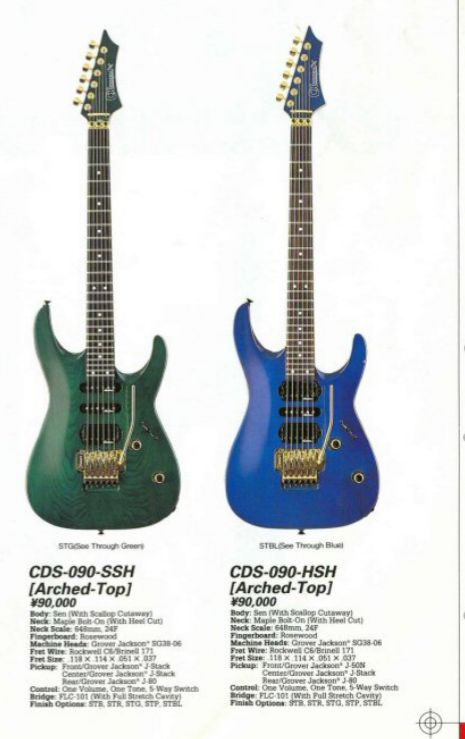 STG(See Through Green)
CDS-090-SSH
[Arched-Top]
¥90,000
Body: Sen (With Scallop Cutaway)
Neck: Maple Bolt-On (With Heel Cut)
Neck Scale: 648mm, 24F
Fingerboard: Rosewood
Machine Heads: Grover Jackson® SG38-06
Fret Wire: Rockwell C6/Brinell 171
Fret Size: .118 × .114 × .051 × .037
Pickup: Front/Grover Jackson® J-Stack
Center/Grover Jackson® J-Stack
Rear/Grover Jackson® J-80
Control: One Volume, One Tone, 5-Way Switch
Bridge: FLC-101 (With Full Stretch Cavity)
Finish Options: STB, STR, STG, STP, STBL
STBL(See Through Blue)
CDS-090-HSH
[Arched-Top]
¥90,000
Body: Sen (With Scallop Cutaway)
Neck: Maple Bolt-On (With Heel Cut)
Neck Scale: 648mm, 24F
Fingerboard: Rosewood
Machine Heads: Grover Jackson® SG38-06
Fret Wire: Rockwell C6/Brinell 171
Fret Size: .118 × .114 × .051 × .037
Pickup: Front/Grover Jackson® J-50N
Center/Grover Jackson® J-Stack
Rear/Grover Jackson® J-80
Control: One Volume, One Tone, 5-Way Switch
Bridge: FLC-101 (With Full Stretch Cavity)
Finish Options: STB, STR, STG, STP, STBL